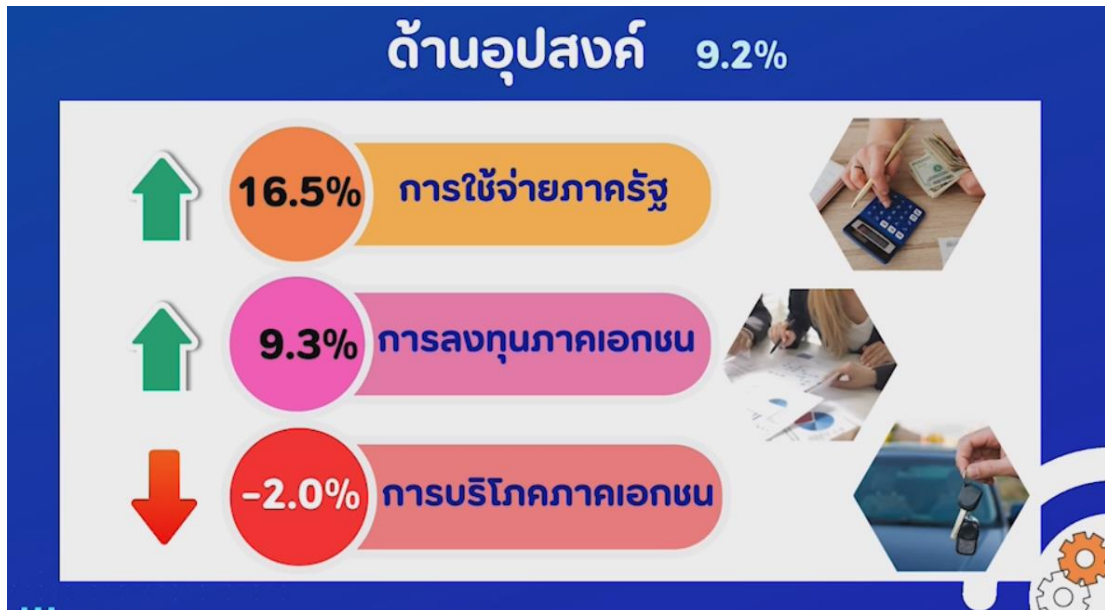 ด้านอุปสงค์ 9.2%
16.5% การใช้จ่ายภาครัฐ
9.3% การลงทุนภาคเอกชน
-2.0% การบริโภคภาคเอกชน